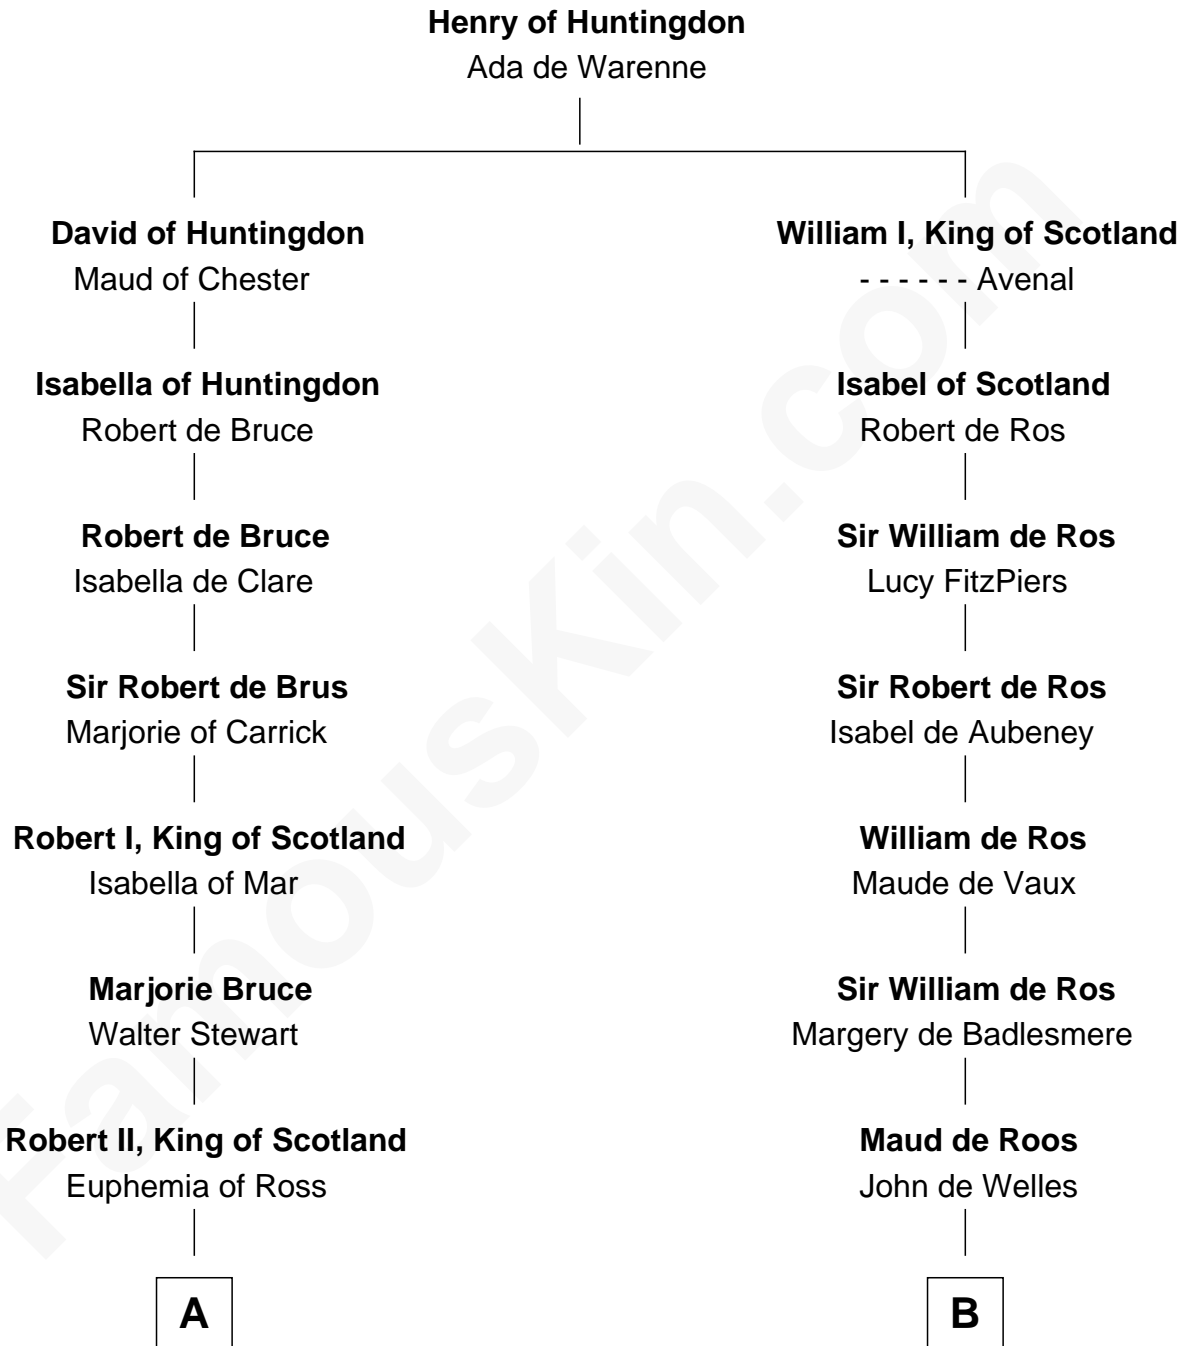 Henry of Huntingdon
Ada de Warenne
David of Huntingdon
Maud of Chester
William I, King of Scotland
- - - - - - Avenal
Isabella of Huntingdon
Robert de Bruce
Isabel of Scotland
Robert de Ros
Robert de Bruce
Isabella de Clare
Sir William de Ros
Lucy FitzPiers
Sir Robert de Brus
Marjorie of Carrick
Sir Robert de Ros
Isabel de Aubeney
Robert I, King of Scotland
Isabella of Mar
William de Ros
Maude de Vaux
Marjorie Bruce
Walter Stewart
Sir William de Ros
Margery de Badlesmere
Robert II, King of Scotland
Euphemia of Ross
Maud de Roos
John de Welles
A
B
FamousKin.com